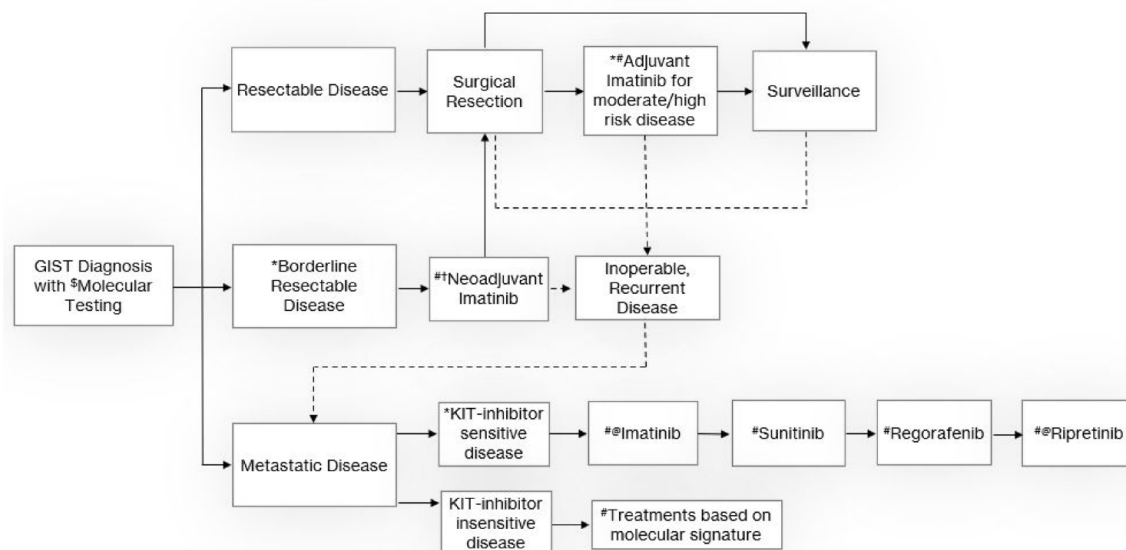 Resectable Disease
Surgical
Resection
*#Adjuvant
Imatinib for
moderate/high
risk disease
Surveillance
GIST Diagnosis
with $Molecular
Testing
*Borderline
Resectable
Disease
#†Neoadjuvant
Imatinib
Inoperable,
Recurrent
Disease
Metastatic Disease
*KIT-inhibitor
sensitive
disease
#@Imatinib
#Sunitinib
#Regorafenib
#@Ripretinib
KIT-inhibitor
insensitive
disease
#Treatments based on
molecular signature